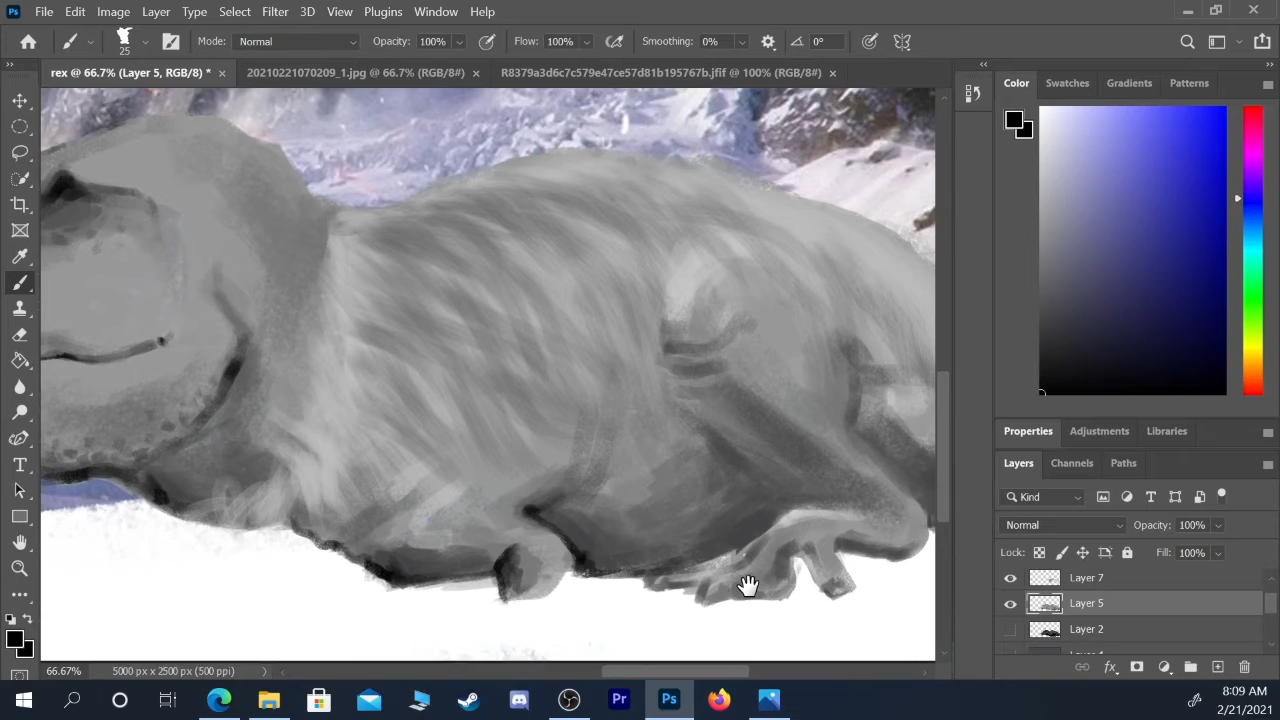 Ps File Edit Image Layer Type Select Filter 3D View Plugins Window Help
25 Mode: Normal Opacity: 100% Flow: 100% Smoothing: 0% 0°
rex @ 66.7% (Layer 5, RGB/8) * × 20210221070209_1.jpg @ 66.7% (RGB/8#) × R8379a3d6c7c579e47ce57d81b195767b.jfif @ 100% (RGB/8#) ×
Color Swatches Gradients Patterns
Properties Adjustments Libraries
Layers Channels Paths
Kind
Normal Opacity: 100%
Lock: Fill: 100%
Layer 7
Layer 5
Layer 2
66.67% 5000 px x 2500 px (500 ppi)
Pr Ps
8:09 AM
2/21/2021